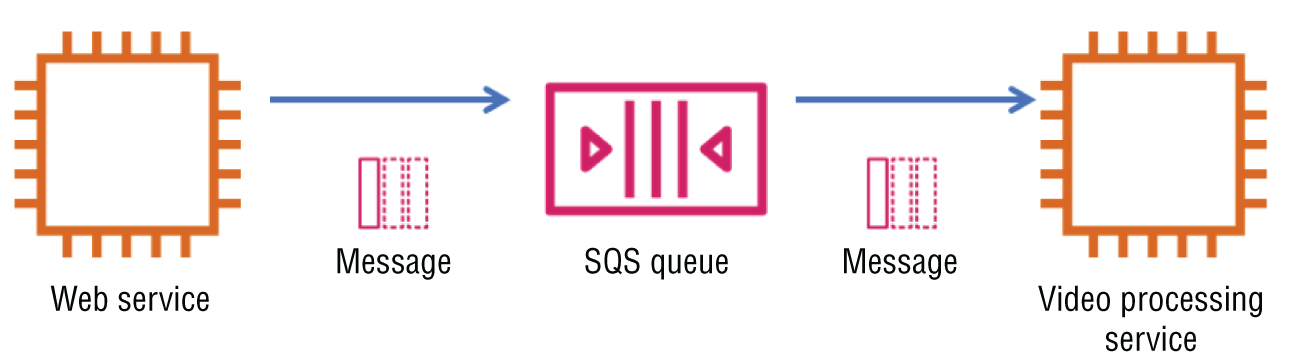 Message
SQS queue
Message
Web service
Video processing
service